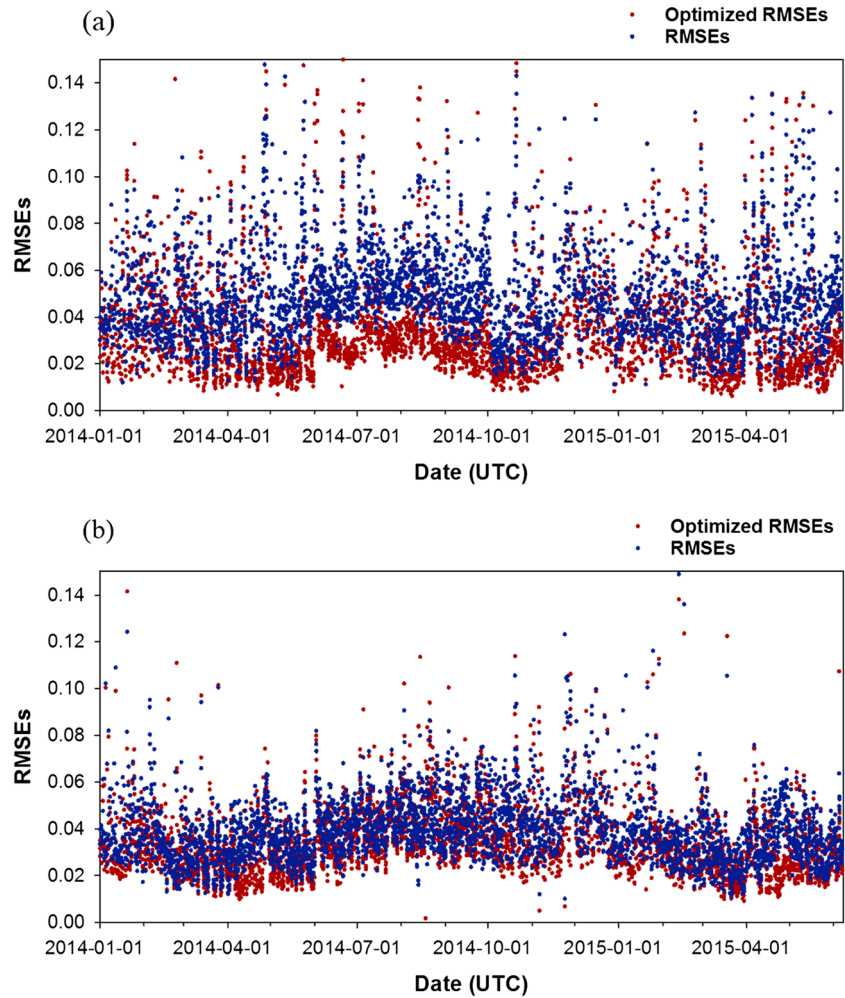 (a)
Optimized RMSEs
RMSEs
0.14
0.12
0.10
0.08
0.06
0.04
0.02
0.00
RMSEs
2014-01-01 2014-04-01 2014-07-01 2014-10-01 2015-01-01 2015-04-01
Date (UTC)
(b)
Optimized RMSEs
RMSEs
0.14
0.12
0.10
0.08
0.06
0.04
0.02
0.00
RMSEs
2014-01-01 2014-04-01 2014-07-01 2014-10-01 2015-01-01 2015-04-01
Date (UTC)